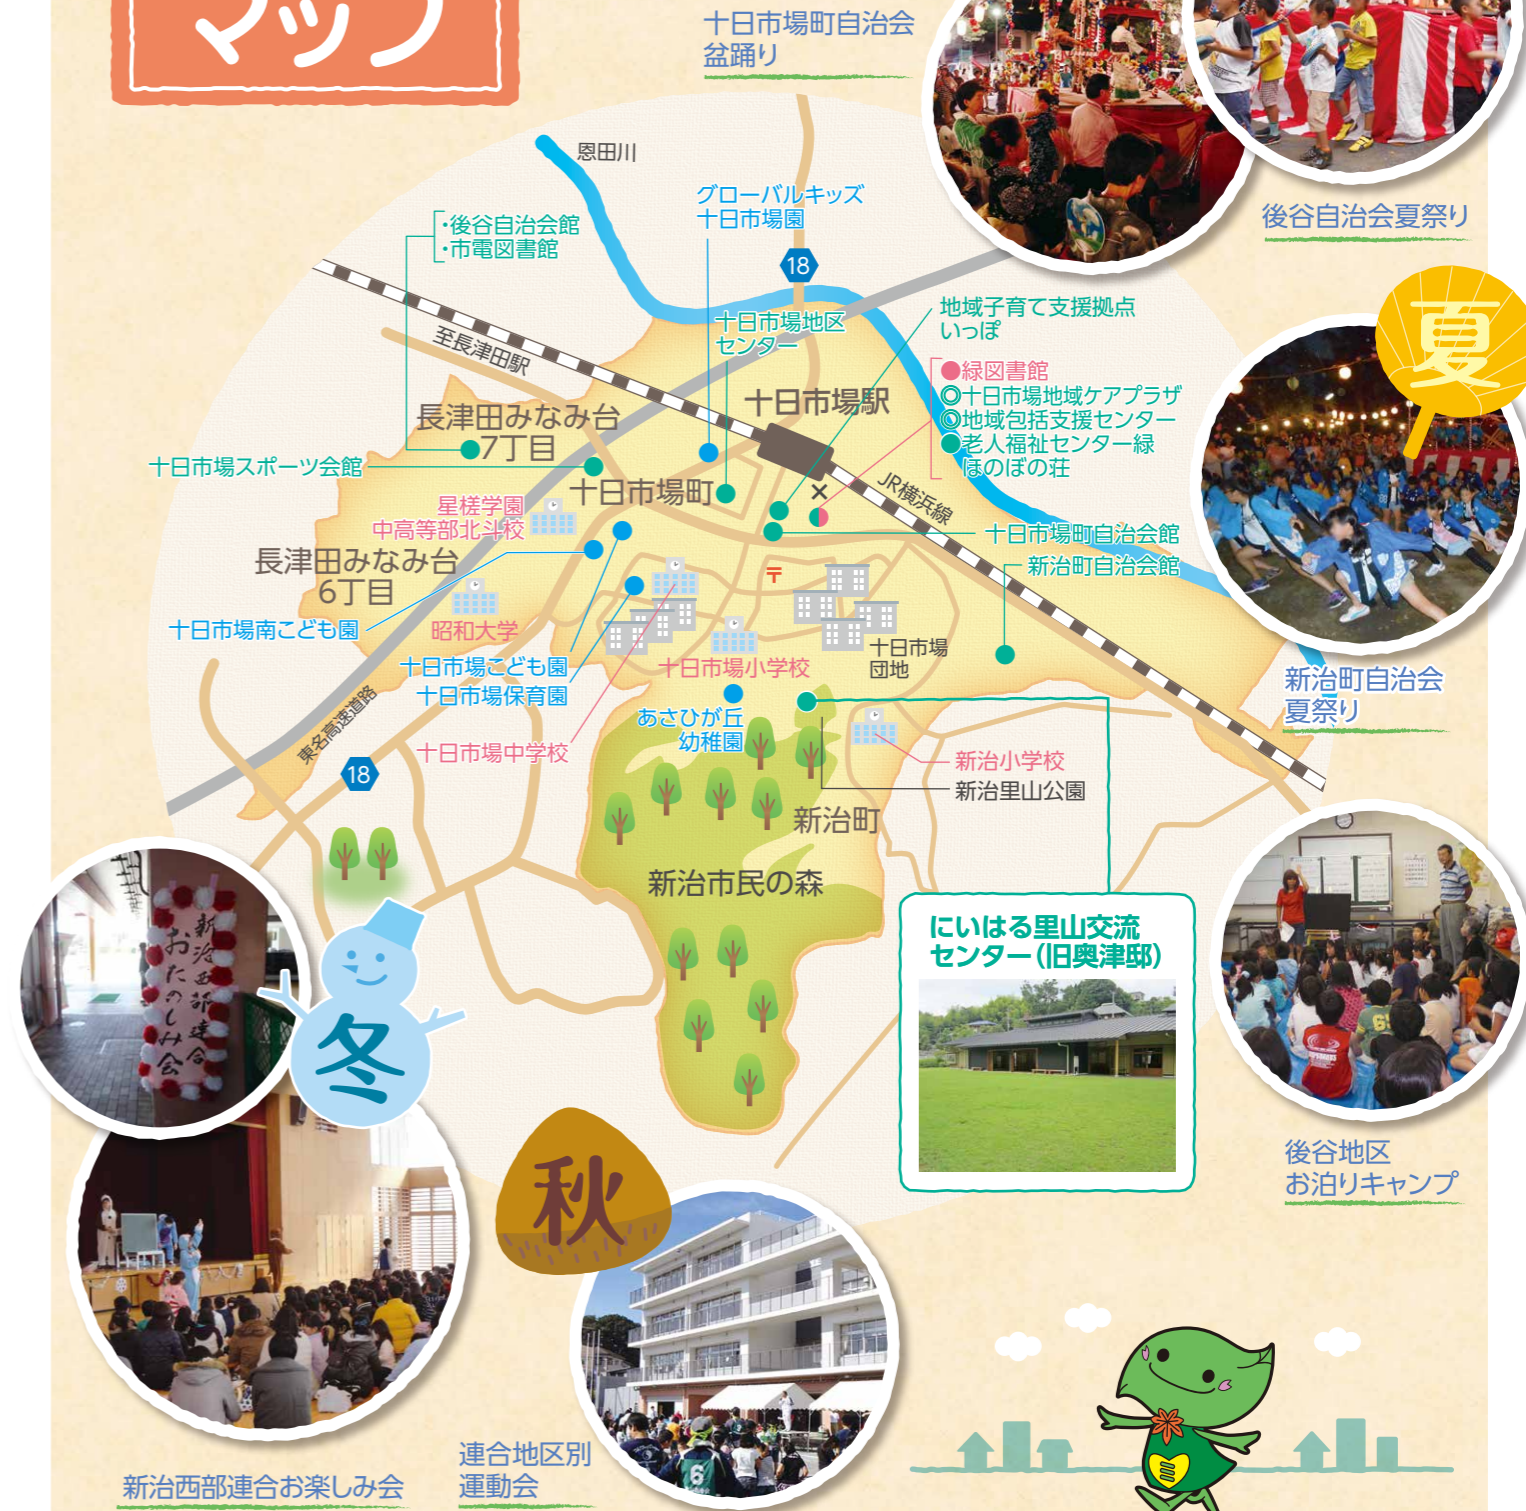 マップ
十日市場町自治会
盆踊り
後谷自治会夏祭り
夏
新治町自治会
夏祭り
後谷地区
お泊りキャンプ
恩田川
・後谷自治会館
・市電図書館
グローバルキッズ
十日市場園
18
十日市場地区
センター
地域子育て支援拠点
いっぽ
緑図書館
十日市場地域ケアプラザ
地域包括支援センター
老人福祉センター緑
ほのぼの荘
至長津田駅
十日市場駅
JR横浜線
長津田みなみ台
7丁目
十日市場スポーツ会館
十日市場町
星槎学園
中高等部北斗校
十日市場町自治会館
新治町自治会館
長津田みなみ台
6丁目
〒
十日市場南こども園
昭和大学
十日市場こども園
十日市場保育園
十日市場小学校
十日市場
団地
東名高速道路
18
十日市場中学校
あさひが丘
幼稚園
新治小学校
新治里山公園
新治町
新治市民の森
にいはる里山交流
センター(旧奥津邸)
新治西部連合
おたのしみ会
冬
秋
新治西部連合お楽しみ会
連合地区別
運動会
6